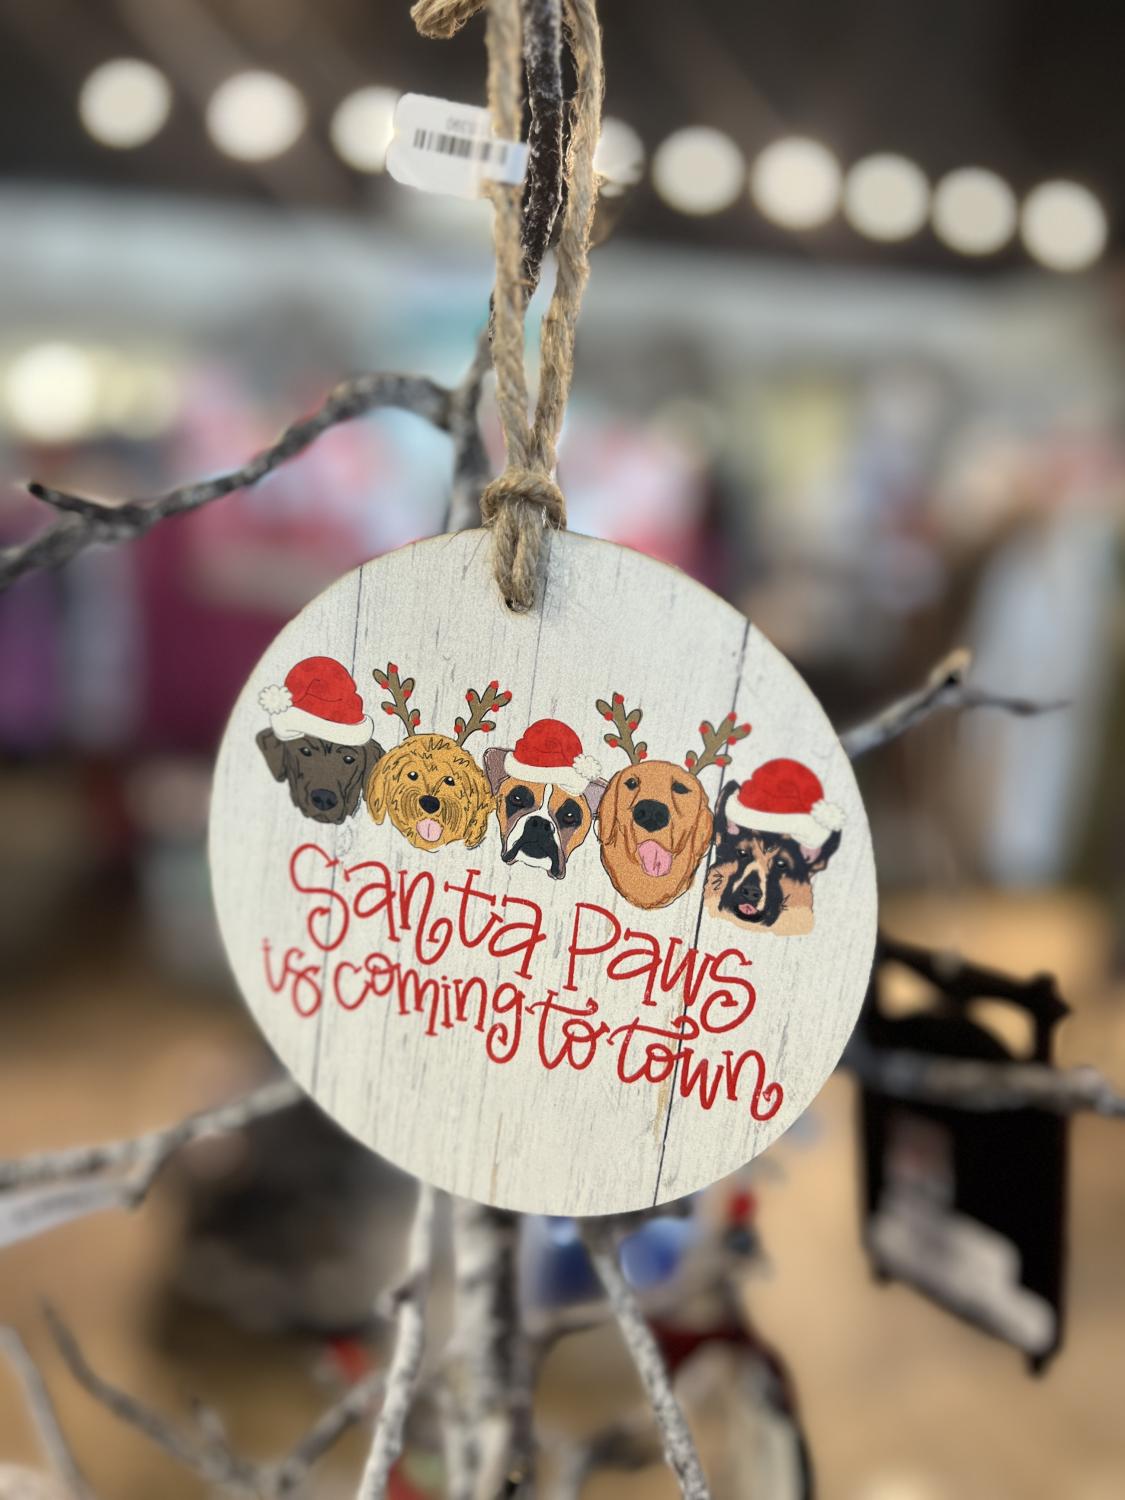 Santa Paws
is coming to town